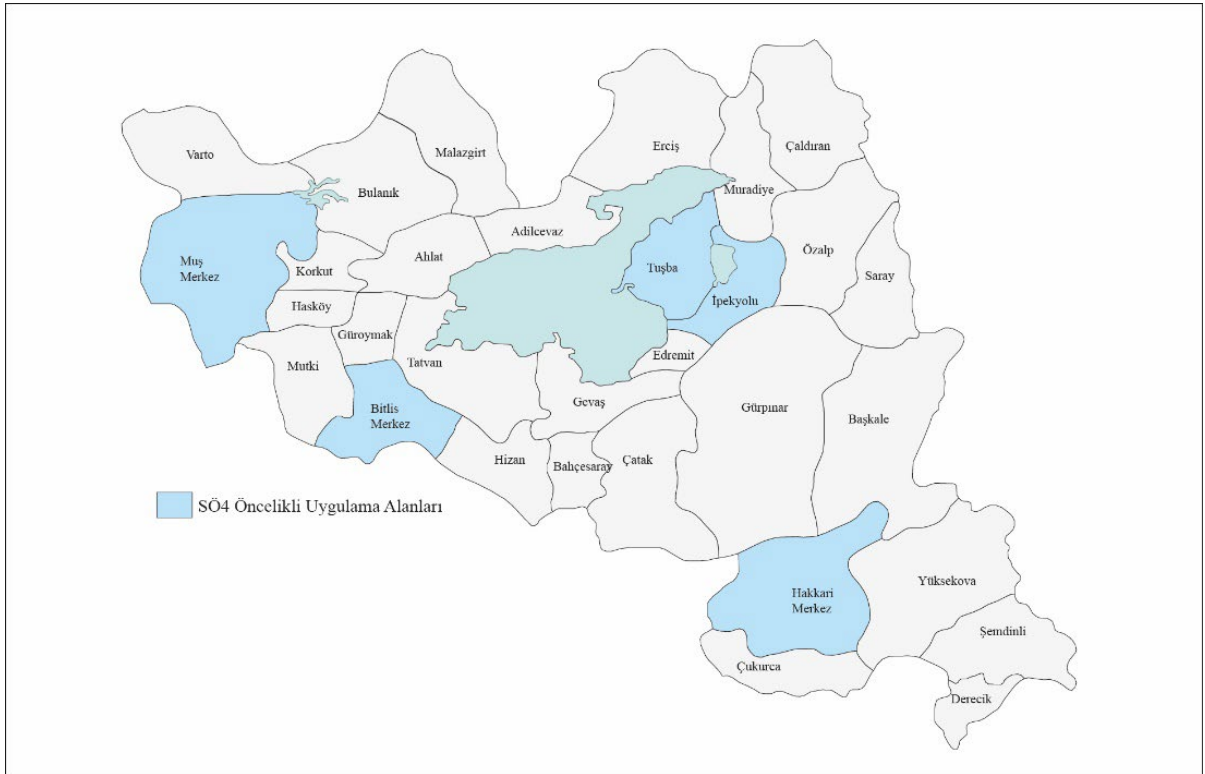 Varto
Malazgirt
Erciş
Çaldıran
Bulanık
Muradiye
Adilcevaz
Muş
Merkez
Korkut
Ahlat
Tuşba
Özalp
Saray
İpekyolu
Hasköy
Güroymak
Mutki
Tatvan
Edremit
Bitlis
Merkez
Gevaş
Gürpınar
Başkale
Hizan
Bahçesaray
Çatak
SÖ4 Öncelikli Uygulama Alanları
Yüksekova
Hakkari
Merkez
Şemdinli
Çukurca
Derecik